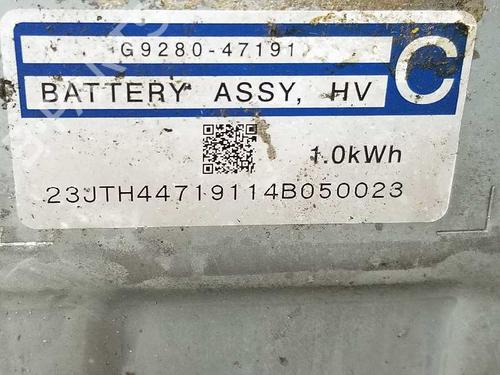 G9280-47191
C
BATTERY ASSY, HV
1.0kWh
23JTH44719114B050023